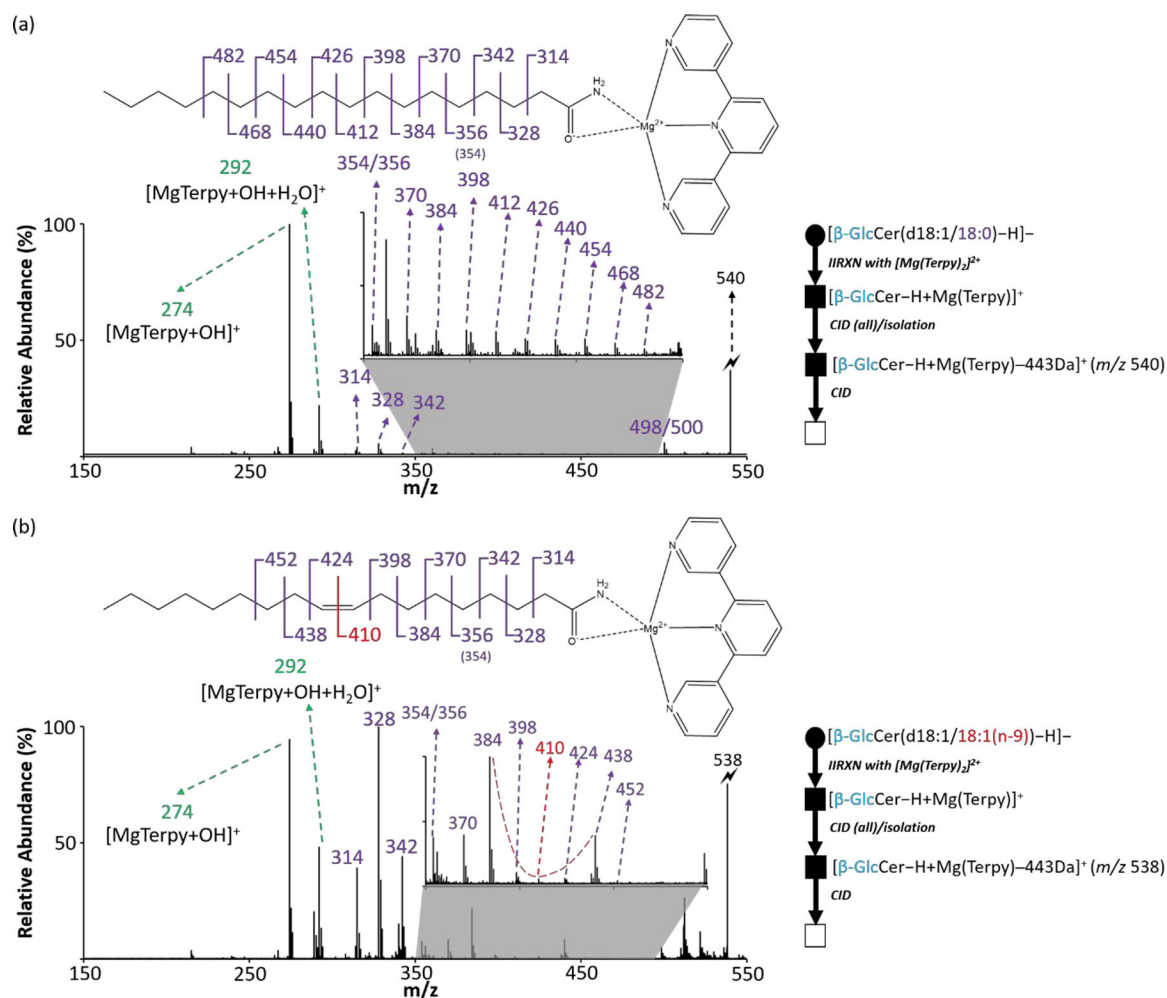 (a)
482 454 426 398 370 342 314
468 440 412 384 356 328
(354)
NH₂
O
Mg²⁺
N
N
N
292
[MgTerpy+OH+H₂O]⁺
274
[MgTerpy+OH]⁺
354/356
370
384
398
412
426
440
454
468
482
540
314
328
342
498/500
Relative Abundance (%)
100
50
150 250 350 450 550
m/z
[β-GlcCer(d18:1/18:0)–H]–
IIRXN with [Mg(Terpy)₂]²⁺
[β-GlcCer–H+Mg(Terpy)]⁺
CID (all)/isolation
[β-GlcCer–H+Mg(Terpy)–443Da]⁺ (m/z 540)
CID
(b)
452 424 398 370 342 314
438 410 384 356 328
(354)
NH₂
O
Mg²⁺
N
N
N
292
[MgTerpy+OH+H₂O]⁺
274
[MgTerpy+OH]⁺
328
354/356
370
384
398
410
424
438
452
538
314
342
Relative Abundance (%)
100
50
150 250 350 450 550
m/z
[β-GlcCer(d18:1/18:1(n-9))–H]–
IIRXN with [Mg(Terpy)₂]²⁺
[β-GlcCer–H+Mg(Terpy)]⁺
CID (all)/isolation
[β-GlcCer–H+Mg(Terpy)–443Da]⁺ (m/z 538)
CID